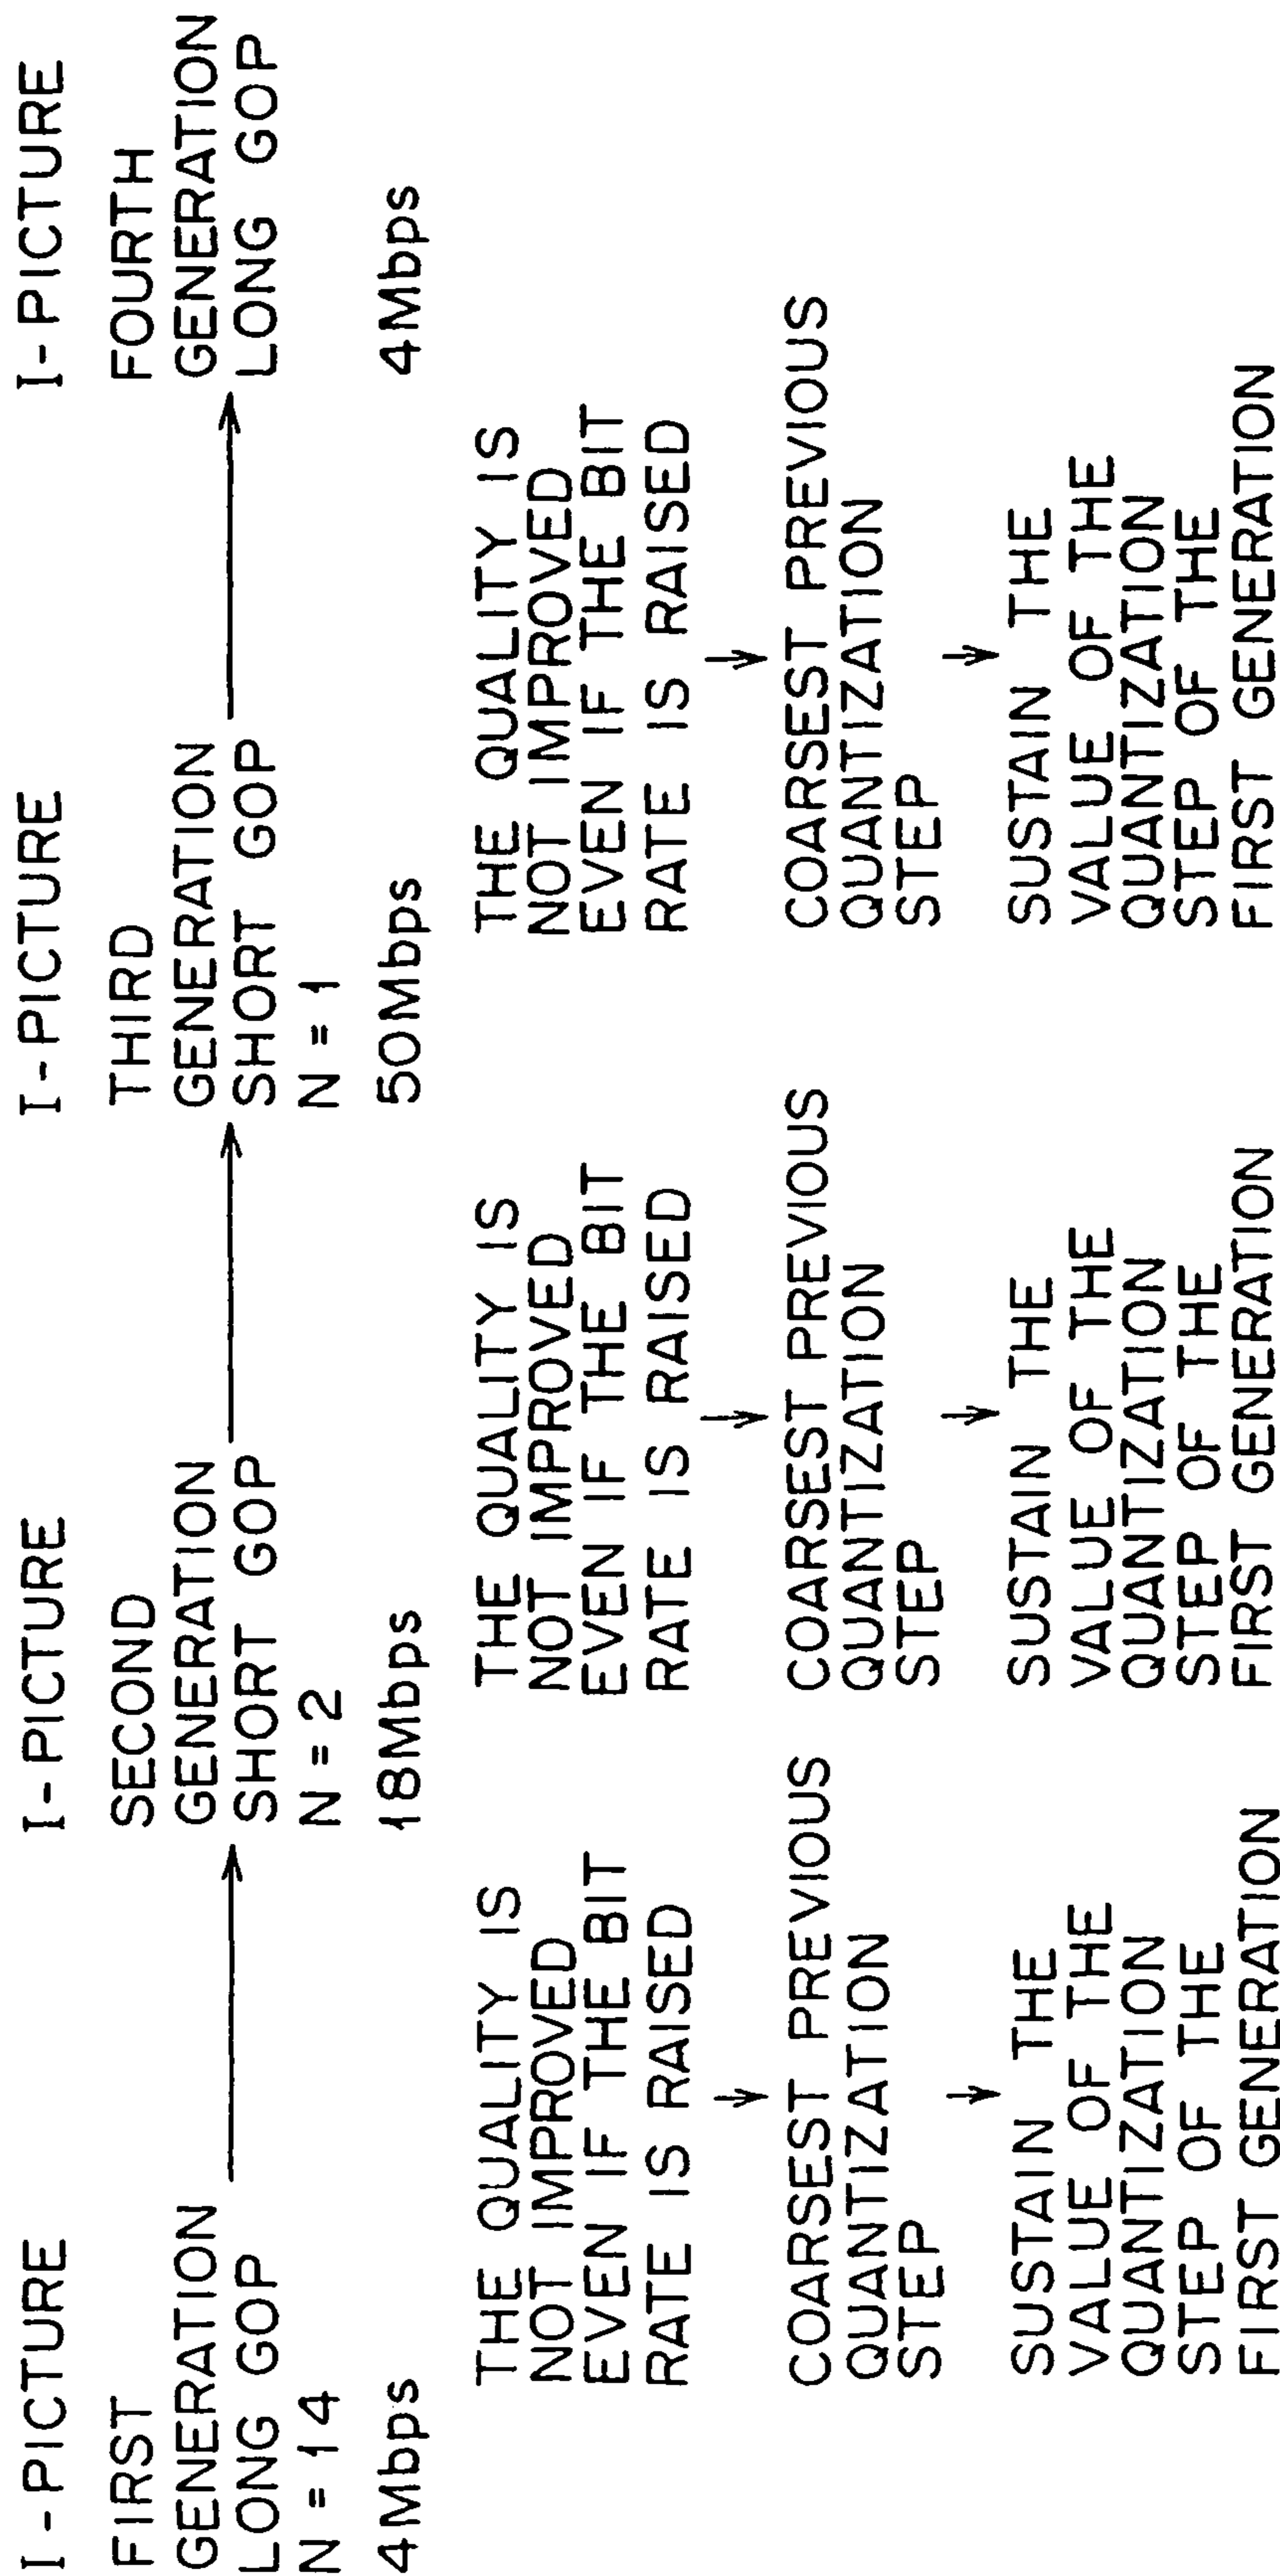 I-PICTURE
FIRST
GENERATION
LONG GOP
N = 14
4Mbps
I-PICTURE
SECOND
GENERATION
SHORT GOP
N = 2
18Mbps
I-PICTURE
THIRD
GENERATION
SHORT GOP
N = 1
50Mbps
I-PICTURE
FOURTH
GENERATION
LONG GOP
4Mbps
THE QUALITY IS
NOT IMPROVED
EVEN IF THE BIT
RATE IS RAISED
COARSEST PREVIOUS
QUANTIZATION
STEP
SUSTAIN THE
VALUE OF THE
QUANTIZATION
STEP OF THE
FIRST GENERATION
THE QUALITY IS
NOT IMPROVED
EVEN IF THE BIT
RATE IS RAISED
COARSEST PREVIOUS
QUANTIZATION
STEP
SUSTAIN THE
VALUE OF THE
QUANTIZATION
STEP OF THE
FIRST GENERATION
THE QUALITY IS
NOT IMPROVED
EVEN IF THE BIT
RATE IS RAISED
COARSEST PREVIOUS
QUANTIZATION
STEP
SUSTAIN THE
VALUE OF THE
QUANTIZATION
STEP OF THE
FIRST GENERATION